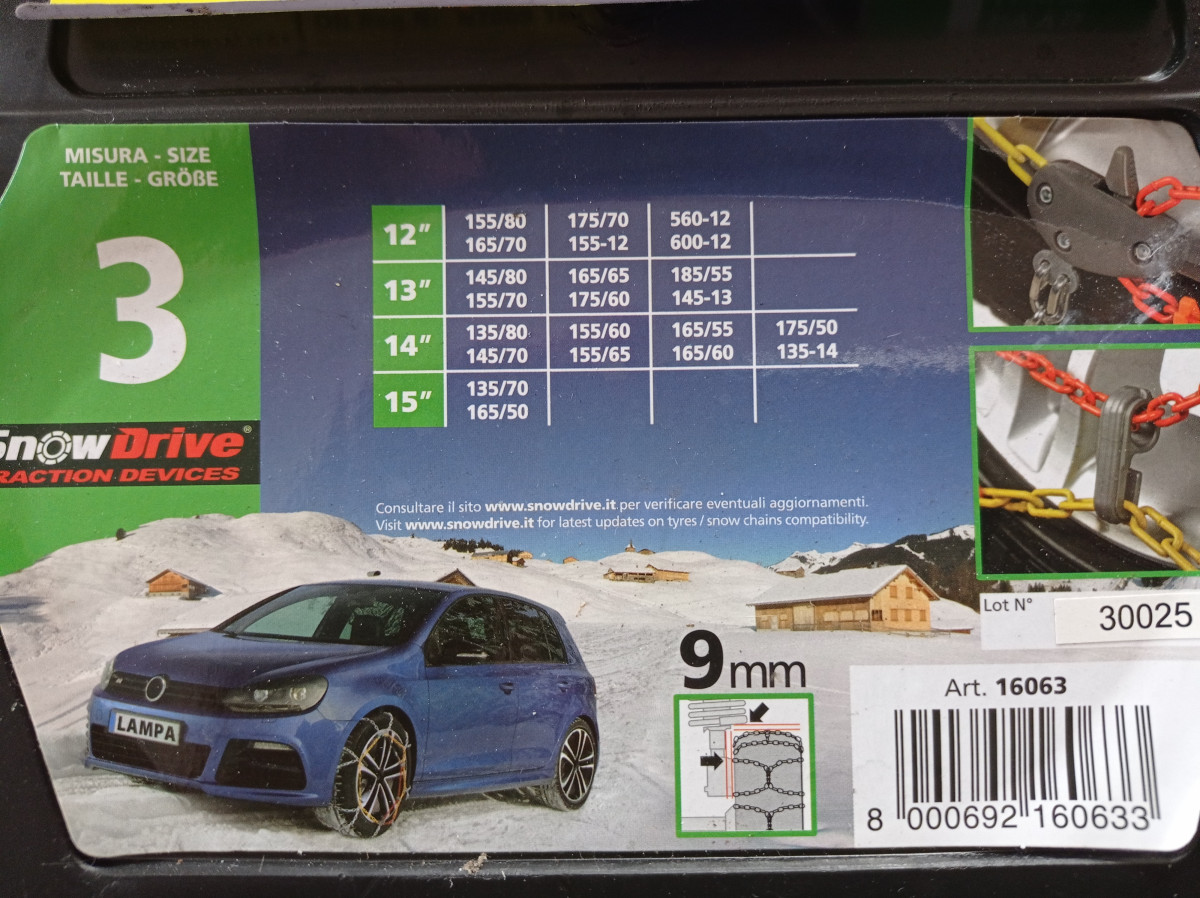 MISURA - SIZE
TAILLE - GRÖßE
3
SnowDrive®
TRACTION DEVICES
12” 155/80 175/70 560-12
165/70 155-12 600-12
13” 145/80 165/65 185/55
155/70 175/60 145-13
14” 135/80 155/60 165/55 175/50
145/70 155/65 165/60 135-14
15” 135/70
165/50
Consultare il sito www.snowdrive.it per verificare eventuali aggiornamenti.
Visit www.snowdrive.it for latest updates on tyres / snow chains compatibility.
LAMPA
9 mm
Lot N° 30025
Art. 16063
8 000692 160633